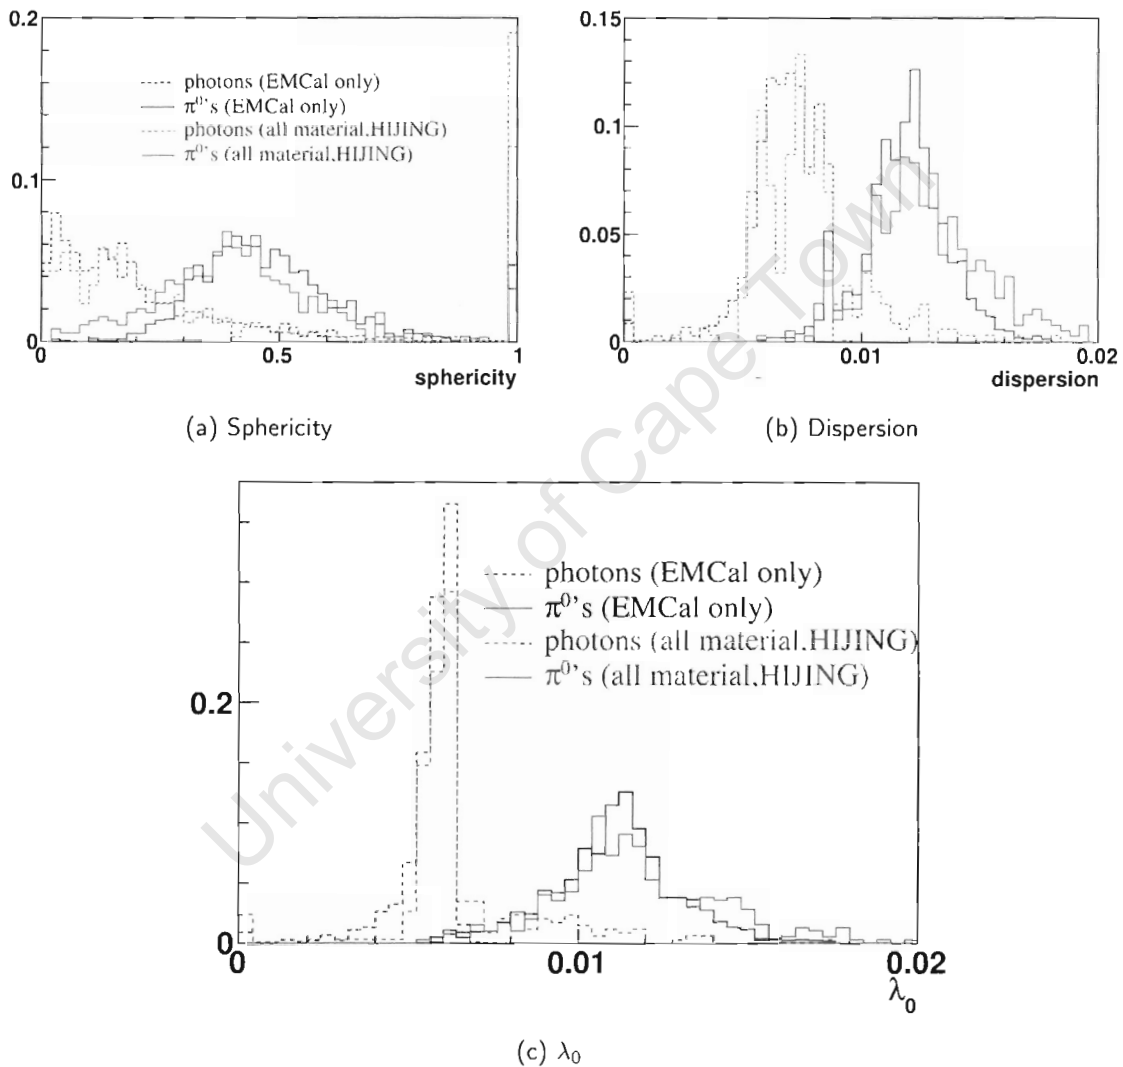 0.2
0.1
0
0
0.5
1
sphericity
photons (EMCal only)
π⁰'s (EMCal only)
photons (all material,HIJING)
π⁰'s (all material,HIJING)
(a) Sphericity
0.15
0.1
0.05
0
0
0.01
0.02
dispersion
(b) Dispersion
0.2
0
0
0.01
0.02
λ₀
photons (EMCal only)
π⁰'s (EMCal only)
photons (all material,HIJING)
π⁰'s (all material,HIJING)
(c) λ₀
University of Cape Town